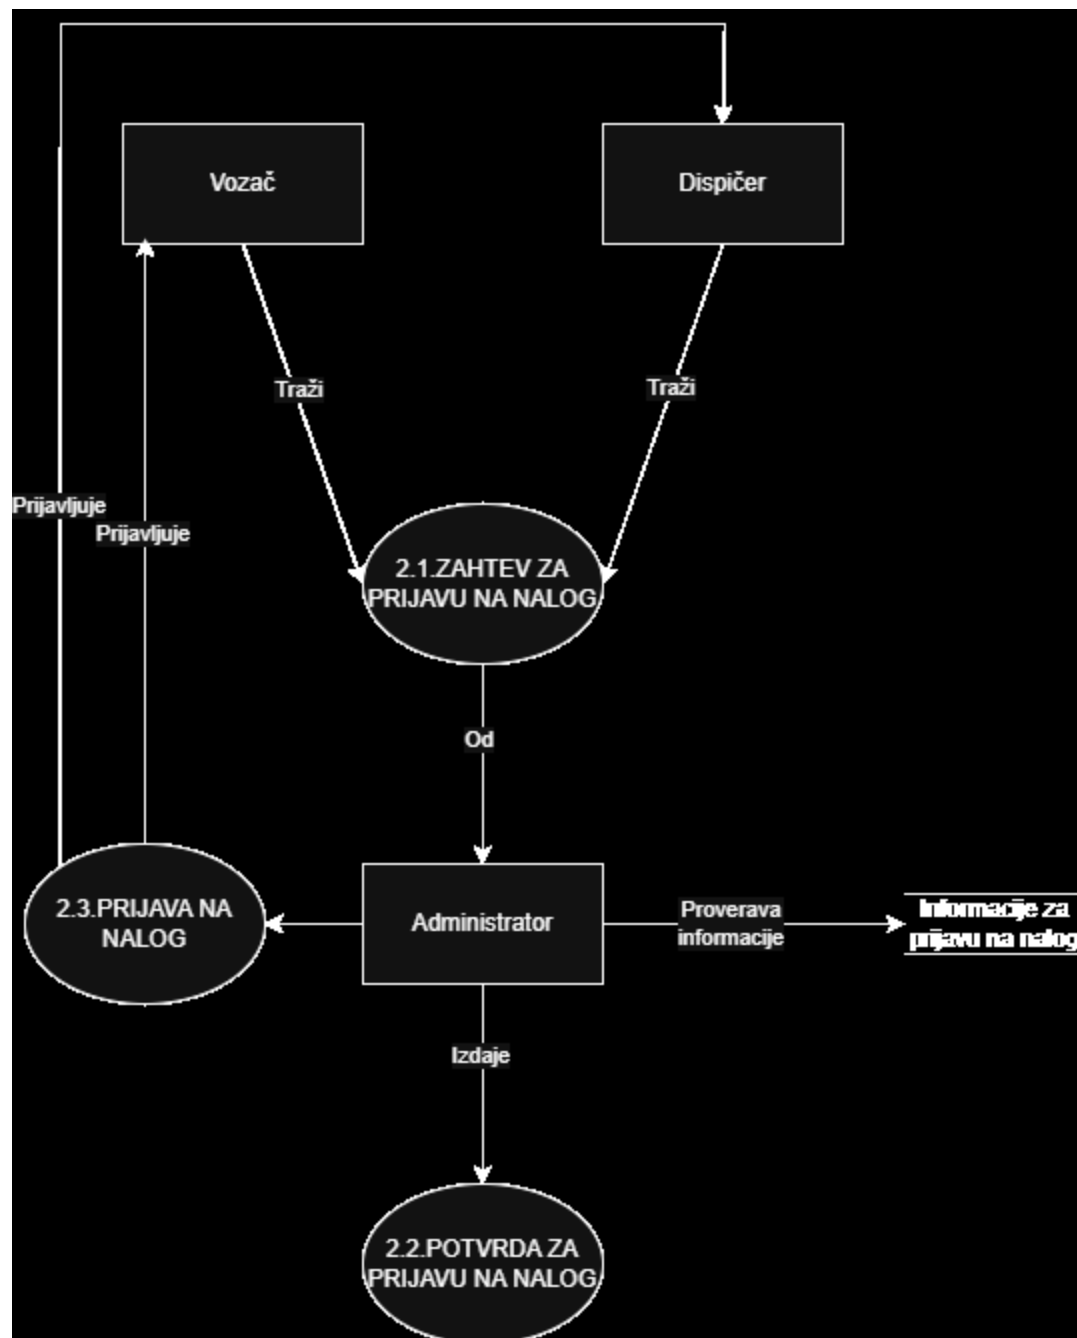 Vozač
Dispičer
Traži
Traži
Prijavljuje
Prijavljuje
2.1.ZAHTEV ZA
PRIJAVU NA NALOG
Od
2.3.PRIJAVA NA
NALOG
Administrator
Proverava
informacije
Informacije za
prijavu na nalog
Izdaje
2.2.POTVRDA ZA
PRIJAVU NA NALOG